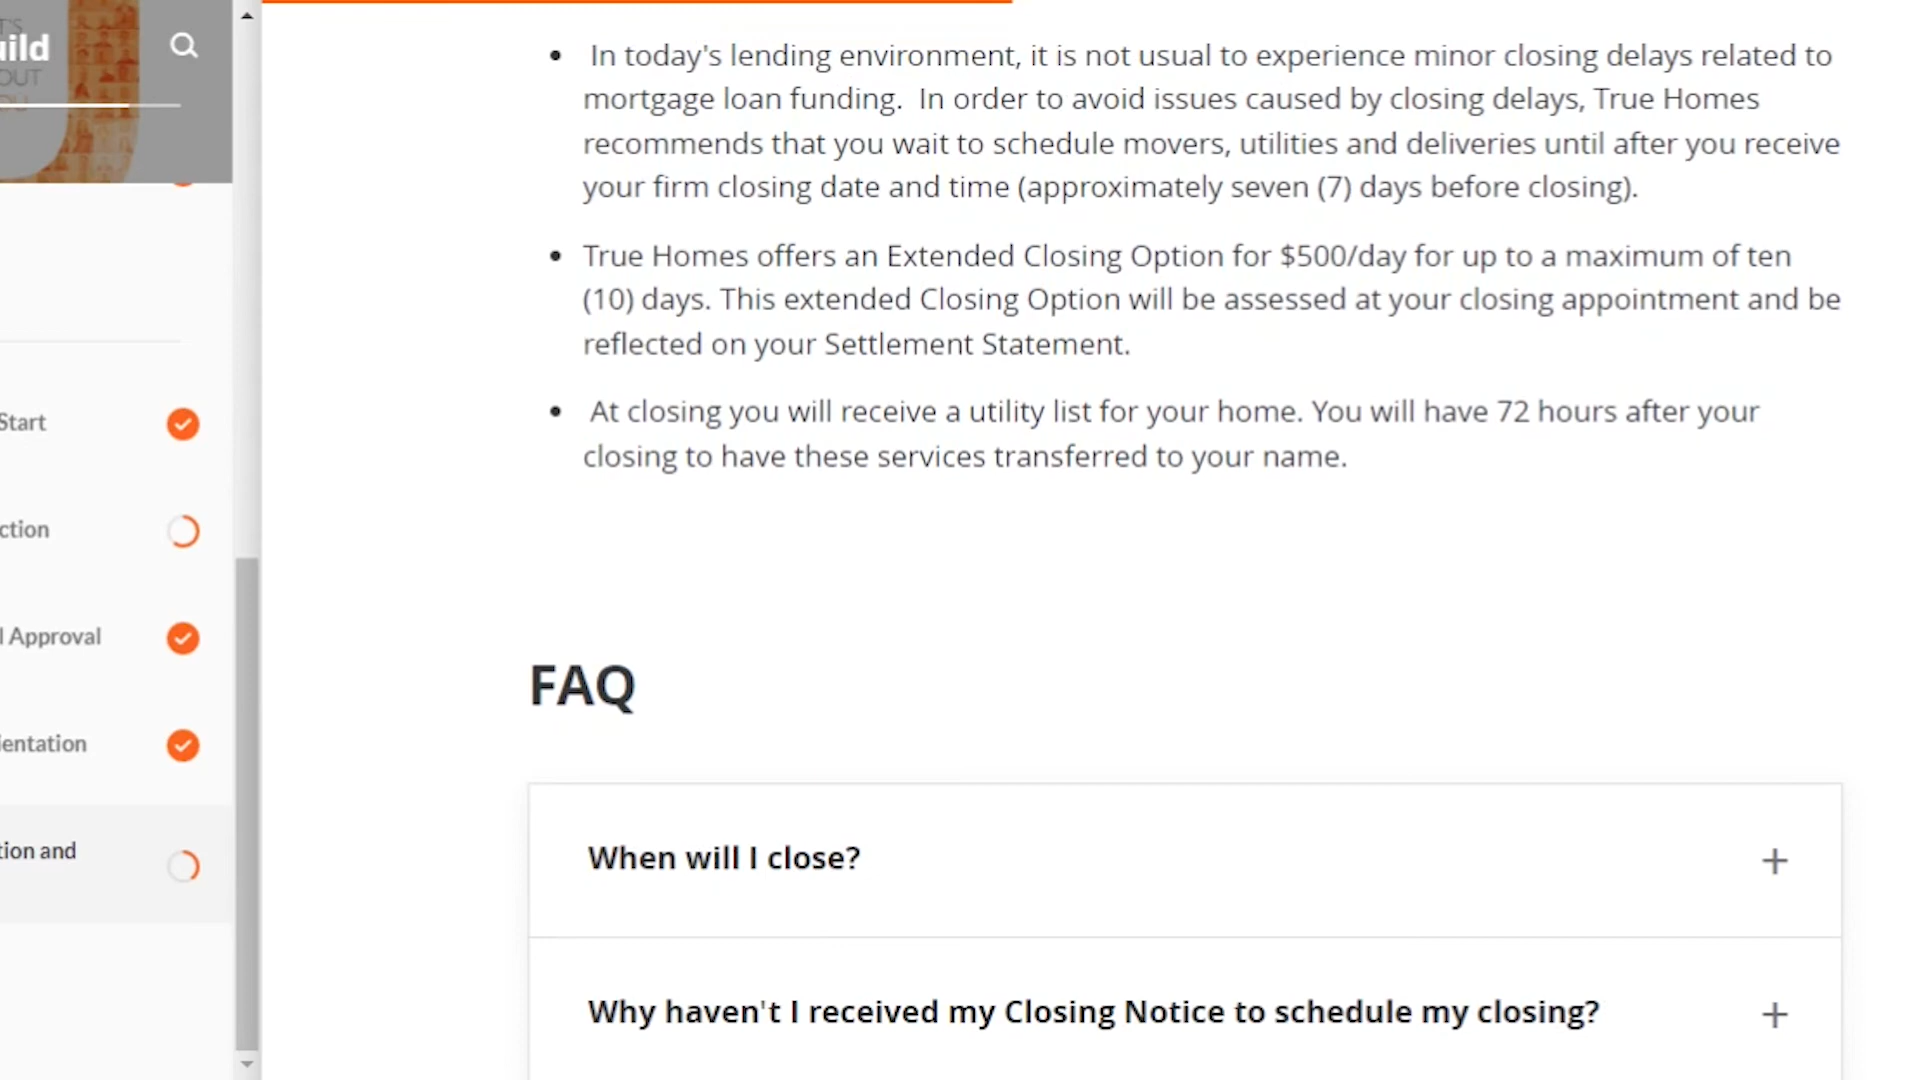 T'S
uild
OUT
YOU
Start
ction
l Approval
ientation
tion and
In today's lending environment, it is not usual to experience minor closing delays related to
mortgage loan funding.  In order to avoid issues caused by closing delays, True Homes
recommends that you wait to schedule movers, utilities and deliveries until after you receive
your firm closing date and time (approximately seven (7) days before closing).
True Homes offers an Extended Closing Option for $500/day for up to a maximum of ten
(10) days. This extended Closing Option will be assessed at your closing appointment and be
reflected on your Settlement Statement.
At closing you will receive a utility list for your home. You will have 72 hours after your
closing to have these services transferred to your name.
FAQ
When will I close?
Why haven't I received my Closing Notice to schedule my closing?